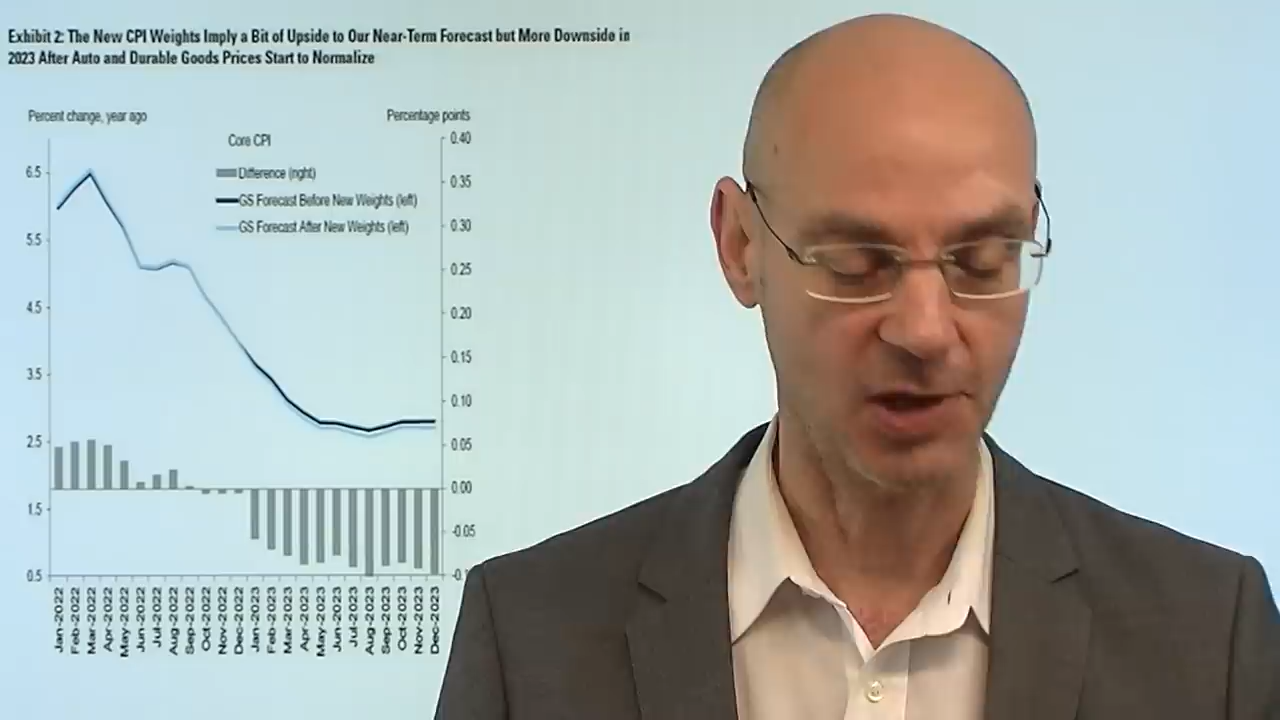 Exhibit 2: The New CPI Weights Imply a Bit of Upside to Our Near-Term Forecast but More Downside in
2023 After Auto and Durable Goods Prices Start to Normalize
Percent change, year ago
Percentage points
Core CPI
Difference (right)
GS Forecast Before New Weights (left)
GS Forecast After New Weights (left)
6.5
5.5
4.5
3.5
2.5
1.5
0.5
0.40
0.35
0.30
0.25
0.20
0.15
0.10
0.05
0.00
-0.05
Jan-2022
Feb-2022
Mar-2022
Apr-2022
May-2022
Jun-2022
Jul-2022
Aug-2022
Sep-2022
Oct-2022
Nov-2022
Dec-2022
Jan-2023
Feb-2023
Mar-2023
Apr-2023
May-2023
Jun-2023
Jul-2023
Aug-2023
Sep-2023
Oct-2023
Nov-2023
Dec-2023